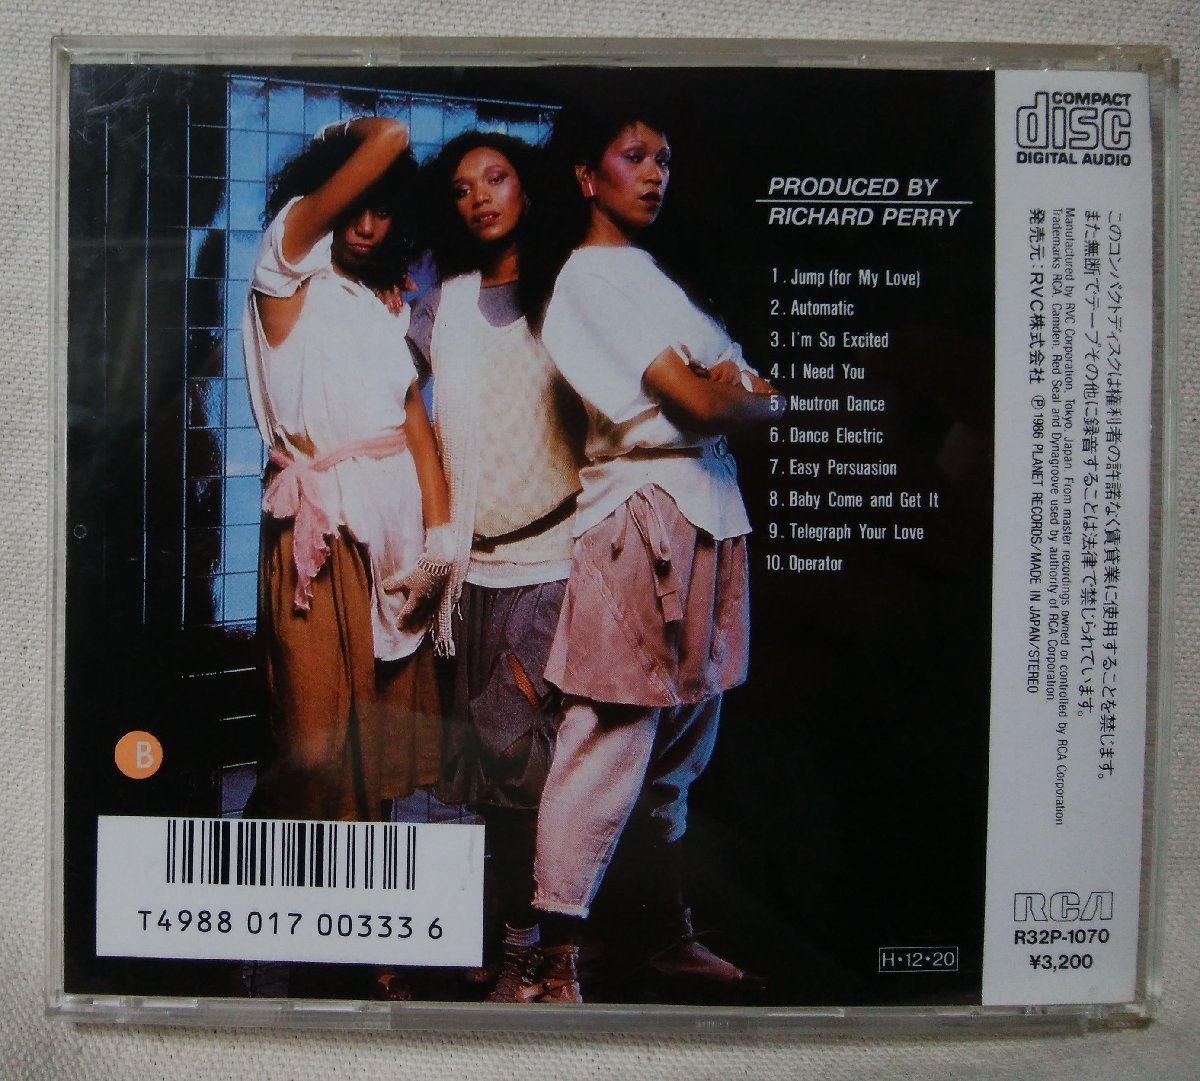 PRODUCED BY
RICHARD PERRY
1. Jump (for My Love)
2. Automatic
3. I'm So Excited
4. I Need You
5. Neutron Dance
6. Dance Electric
7. Easy Persuasion
8. Baby Come and Get It
9. Telegraph Your Love
10. Operator
COMPACT
disc
DIGITAL AUDIO
このコンパクトディスクは権利者の許諾なく賃貸業に使用することを禁じます。
また無断でテープその他に録音することは法律で禁じられています。
Manufactured by RVC Corporation, Tokyo, Japan. From master recordings owned or controlled by RCA Corporation
Trademarks RCA, Camden, Red Seal and Dynagroove used by authority of RCA Corporation
発売元：RVC株式会社 Ⓟ 1986 PLANET RECORDS/MADE IN JAPAN/STEREO
RCA
R32P-1070
¥3,200
B
T4988 017 00333 6
H・12・20